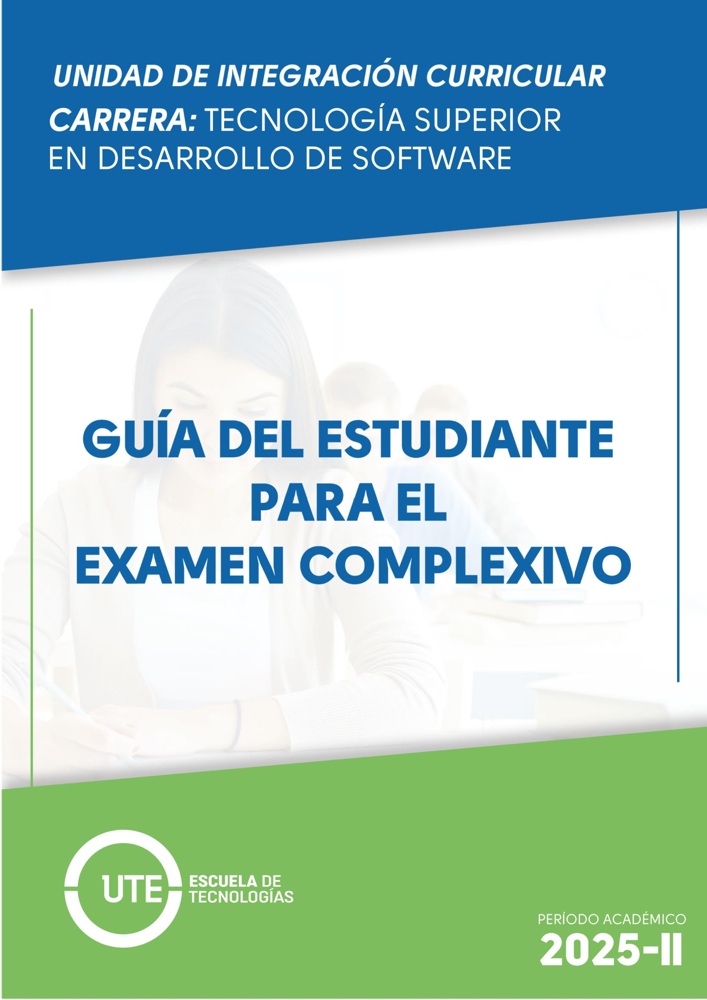 UNIDAD DE INTEGRACIÓN CURRICULAR
CARRERA: TECNOLOGÍA SUPERIOR
EN DESARROLLO DE SOFTWARE
GUÍA DEL ESTUDIANTE
PARA EL
EXAMEN COMPLEXIVO
UTE
ESCUELA DE
TECNOLOGÍAS
PERÍODO ACADÉMICO
2025-II